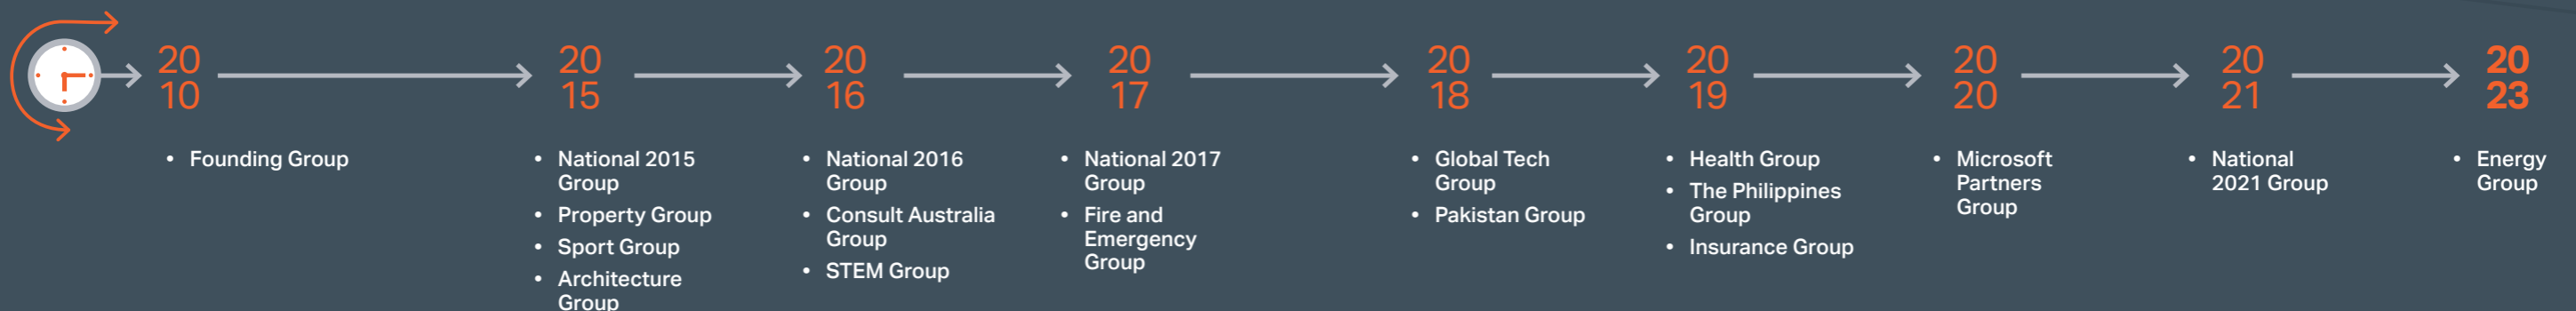 20
10
• Founding Group
20
15
• National 2015
Group
• Property Group
• Sport Group
• Architecture
Group
20
16
• National 2016
Group
• Consult Australia
Group
• STEM Group
20
17
• National 2017
Group
• Fire and
Emergency
Group
20
18
• Global Tech
Group
• Pakistan Group
20
19
• Health Group
• The Philippines
Group
• Insurance Group
20
20
• Microsoft
Partners
Group
20
21
• National
2021 Group
20
23
• Energy
Group